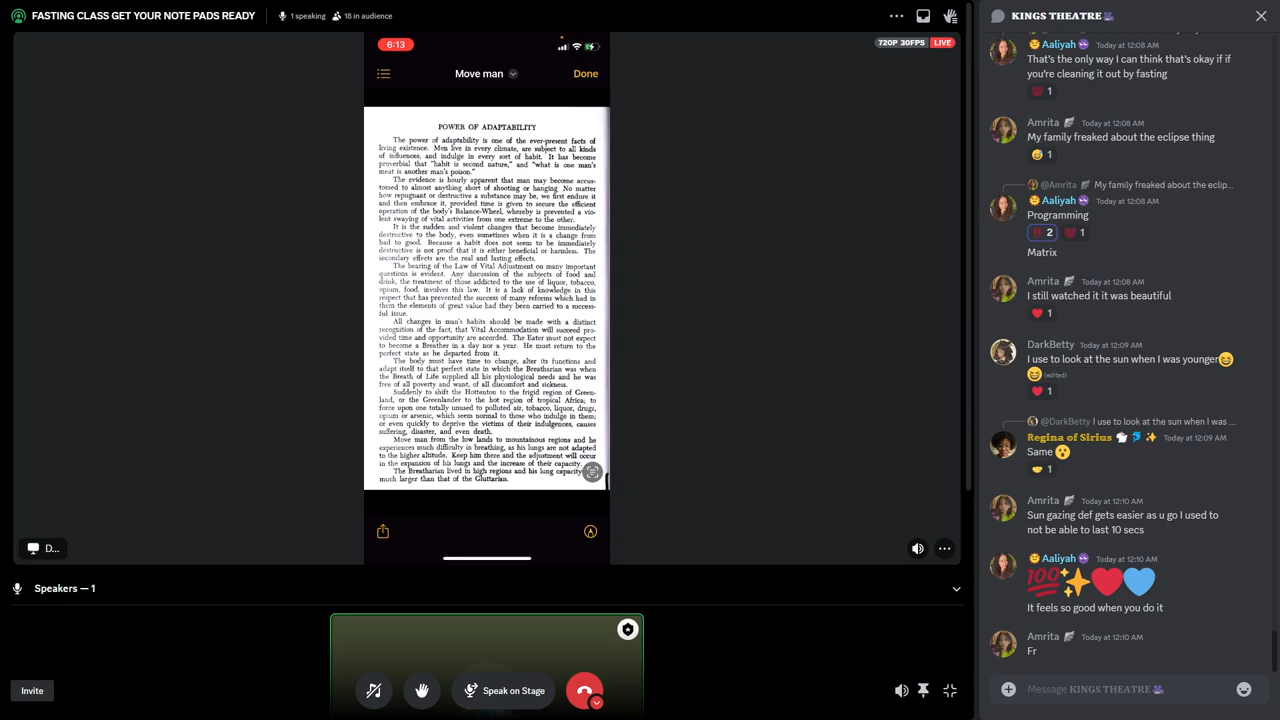 FASTING CLASS GET YOUR NOTE PADS READY
1 speaking
18 in audience
720P 30FPS
LIVE
6:13
Move man
Done
POWER OF ADAPTABILITY
The power of adaptability is one of the ever-present facts of
living existence. Men live in every climate, are subject to all kinds
of influences, and indulge in every sort of habit. It has become
proverbial that "habit is second nature," and "what is one man's
meat is another man's poison."
The evidence is hourly apparent that man may become accus-
tomed to almost anything short of shooting or hanging. No matter
how repugnant or destructive a substance may be, we first endure it
and then embrace it, provided time is given to secure the efficient
operation of the body's Balance-Wheel, whereby is prevented a vio-
lent swaying of vital activities from one extreme to the other.
It is the sudden and violent changes that become immediately
destructive to the body, even sometimes when it is a change from
bad to good. Because a habit does not seem to be immediately
destructive is not proof that it is either beneficial or harmless. The
secondary effects are the real and lasting effects.
The bearing of the Law of Vital Adjustment on many important
questions is evident. Any discussion of the subjects of food and
drink, the treatment of those addicted to the use of liquor, tobacco,
opium, food, involves this law. It is a lack of knowledge in this
respect that has prevented the success of many reforms which had in
them the elements of great value had they been carried to a success-
ful issue.
All changes in man's habits should be made with a distinct
recognition of the fact, that Vital Accommodation will succeed pro-
vided time and opportunity are accorded. The Eater must not expect
to become a Breather in a day nor a year. He must return to the
perfect state as he departed from it.
The body must have time to change, alter its functions and
adapt itself to that perfect state in which the Breatharian was when
the Breath of Life supplied all his physiological needs and he was
free of all poverty and want, of all discomfort and sickness.
Suddenly to shift the Hottenton to the frigid region of Green-
land, or the Greenlander to the hot region of tropical Africa; to
force upon one totally unused to polluted air, tobacco, liquor, drugs,
opium or arsenic, which seem normal to those who indulge in them;
or even quickly to deprive the victims of their indulgences, causes
suffering, disaster, and even death.
Move man from the low lands to mountainous regions and he
experiences much difficulty in breathing, as his lungs are not adapted
to the higher altitude. Keep him there and the adjustment will occur
in the expansion of his lungs and the increase of their capacity.
The Breatharian lived in high regions and his lung capacity
much larger than that of the Gluttarian.
D...
Speakers — 1
Invite
Speak on Stage
KINGS THEATRE
Aaliyah Today at 12:08 AM
That's the only way I can think that's okay if if
you're cleaning it out by fasting
1
Amrita Today at 12:08 AM
My family freaked about the eclipse thing
1
@Amrita My family freaked about the eclip...
Aaliyah Today at 12:08 AM
Programming
2 1
Matrix
Amrita Today at 12:08 AM
I still watched it it was beautiful
1
DarkBetty Today at 12:09 AM
I use to look at the sun when I was younger😆
😆 (edited)
1
@DarkBetty I use to look at the sun when I was ...
Regina of Sirius Today at 12:09 AM
Same 😯
1
Amrita Today at 12:10 AM
Sun gazing def gets easier as u go I used to
not be able to last 10 secs
Aaliyah Today at 12:10 AM
💯✨❤️💙
It feels so good when you do it
Amrita Today at 12:10 AM
Fr
Message KINGS THEATRE